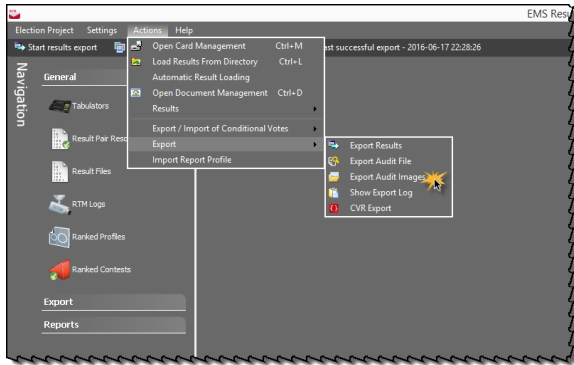 EMS Resu
Election Project Settings Actions Help
Start results export
ast successful export - 2016-06-17 22:28:26
Open Card Management Ctrl+M
Load Results From Directory Ctrl+L
Automatic Result Loading
Open Document Management Ctrl+D
Results
Export / Import of Conditional Votes
Export
Import Report Profile
Export Results
Export Audit File
Export Audit Images
Show Export Log
CVR Export
Navigation
General
Tabulators
Result Pair Reso
Result Files
RTM Logs
Ranked Profiles
Ranked Contests
Export
Reports